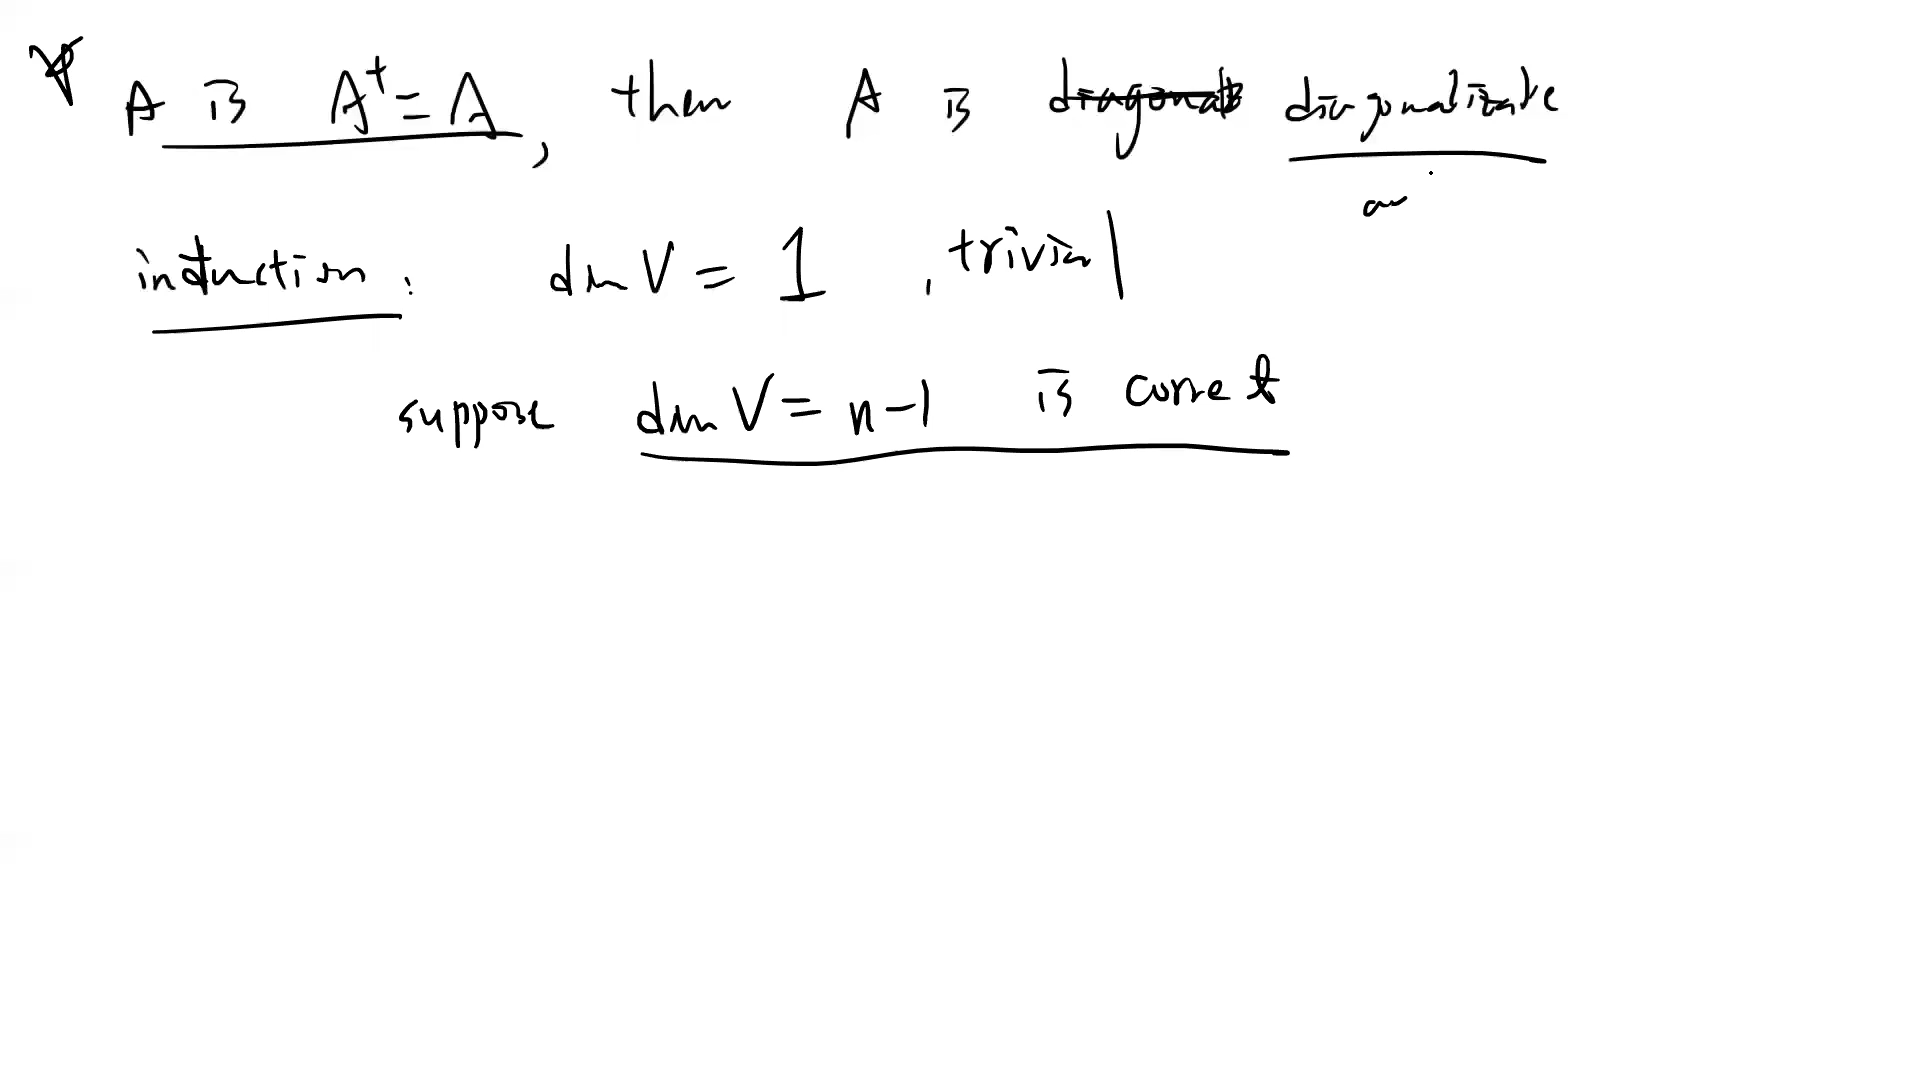 ∀ A is A† = A, then A is diagonalizable
induction: dim V = 1, trivial
suppose dim V = n-1 is correct